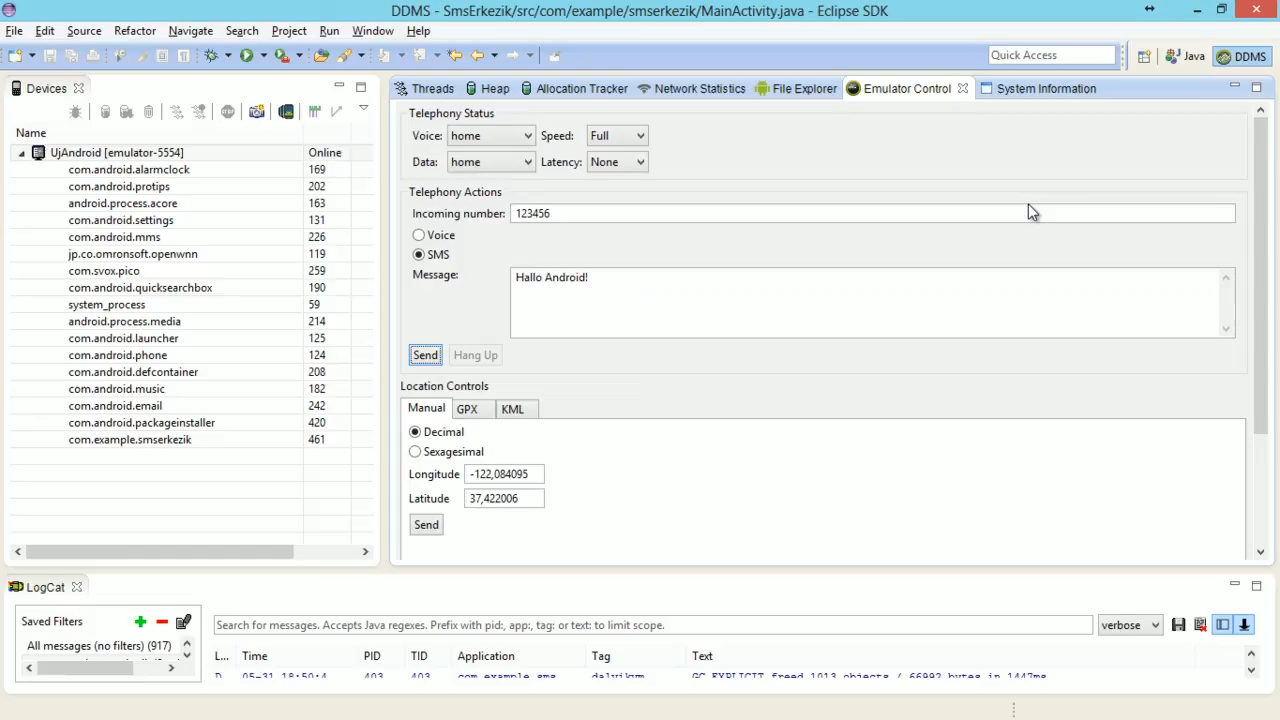 DDMS - SmsErkezik/src/com/example/smserkezik/MainActivity.java - Eclipse SDK
File Edit Source Refactor Navigate Search Project Run Window Help
Quick Access Java DDMS
Devices
Name
UjAndroid [emulator-5554] Online
com.android.alarmclock 169
com.android.protips 202
android.process.acore 163
com.android.settings 131
com.android.mms 226
jp.co.omronsoft.openwnn 119
com.svox.pico 259
com.android.quicksearchbox 190
system_process 59
android.process.media 214
com.android.launcher 125
com.android.phone 124
com.android.defcontainer 208
com.android.music 182
com.android.email 242
com.android.packageinstaller 420
com.example.smserkezik 461
Threads Heap Allocation Tracker Network Statistics File Explorer Emulator Control System Information
Telephony Status
Voice: home Speed: Full
Data: home Latency: None
Telephony Actions
Incoming number: 123456
Voice
SMS
Message: Hallo Android!
Send Hang Up
Location Controls
Manual GPX KML
Decimal
Sexagesimal
Longitude -122,084095
Latitude 37,422006
Send
LogCat
Saved Filters
All messages (no filters) (917)
Search for messages. Accepts Java regexes. Prefix with pid:, app:, tag: or text: to limit scope. verbose
L... Time PID TID Application Tag Text
D 05-31 18:50:4 403 403 com.example.sms dalvikvm GC_EXPLICIT freed 1013 objects / 66992 bytes in 1447ms